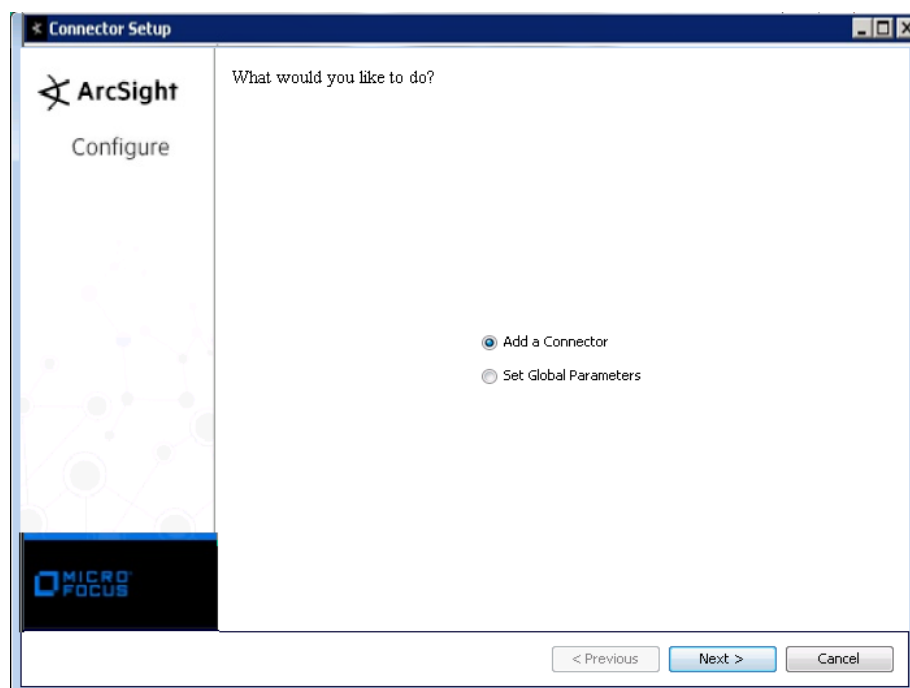 Connector Setup
ArcSight
Configure
What would you like to do?
Add a Connector
Set Global Parameters
MICRO
FOCUS
< Previous
Next >
Cancel